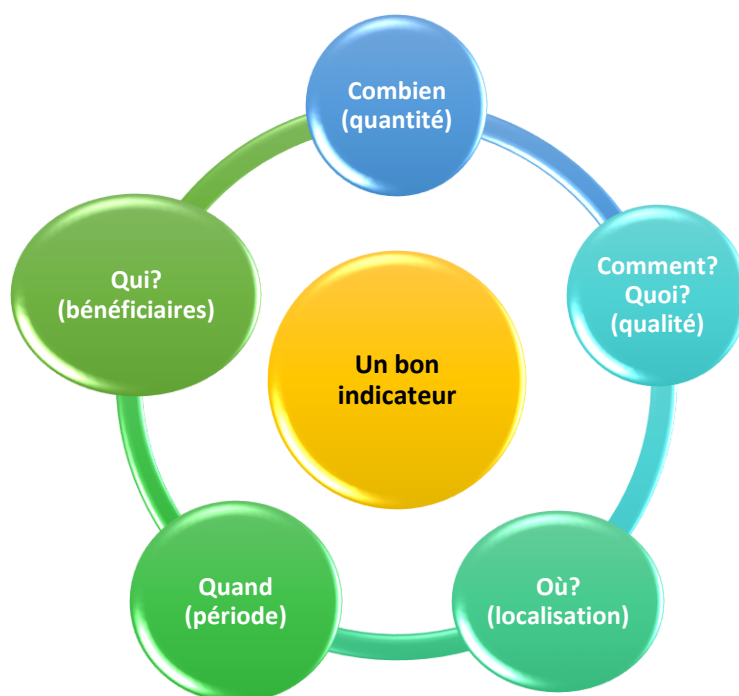 Combien
(quantité)
Comment?
Quoi?
(qualité)
Où?
(localisation)
Quand
(période)
Qui?
(bénéficiaires)
Un bon
indicateur